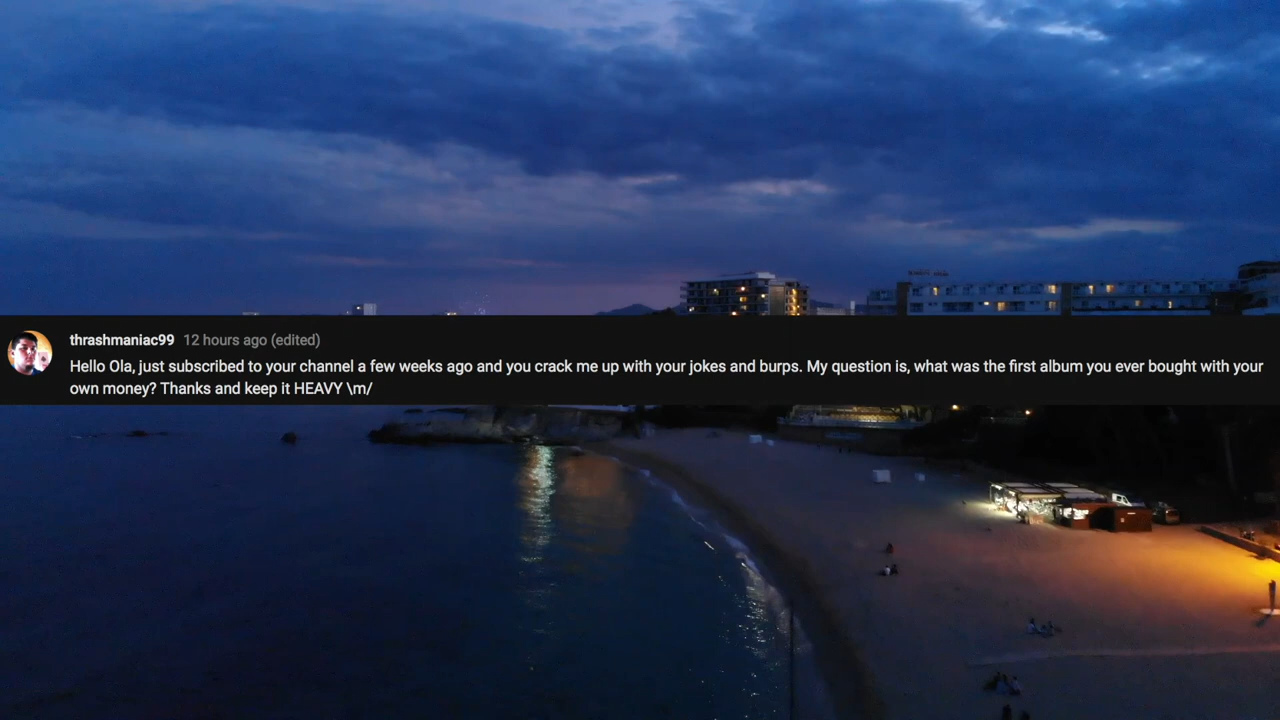 thrashmaniac99 12 hours ago (edited)
Hello Ola, just subscribed to your channel a few weeks ago and you crack me up with your jokes and burps. My question is, what was the first album you ever bought with your
own money? Thanks and keep it HEAVY \m/